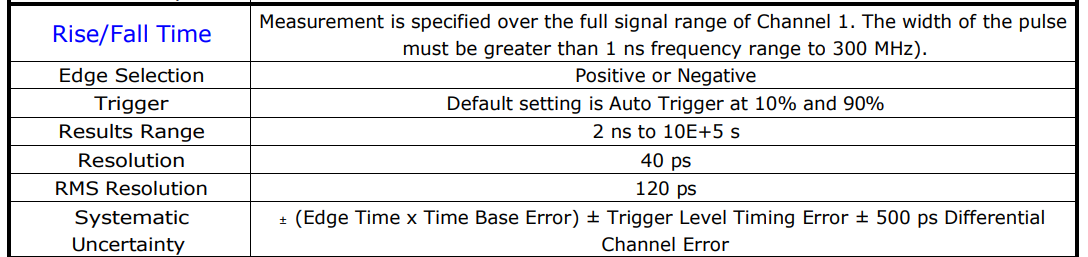 Rise/Fall Time
Measurement is specified over the full signal range of Channel 1. The width of the pulse
must be greater than 1 ns frequency range to 300 MHz).
Edge Selection
Positive or Negative
Trigger
Default setting is Auto Trigger at 10% and 90%
Results Range
2 ns to 10E+5 s
Resolution
40 ps
RMS Resolution
120 ps
Systematic
Uncertainty
± (Edge Time x Time Base Error) ± Trigger Level Timing Error ± 500 ps Differential
Channel Error